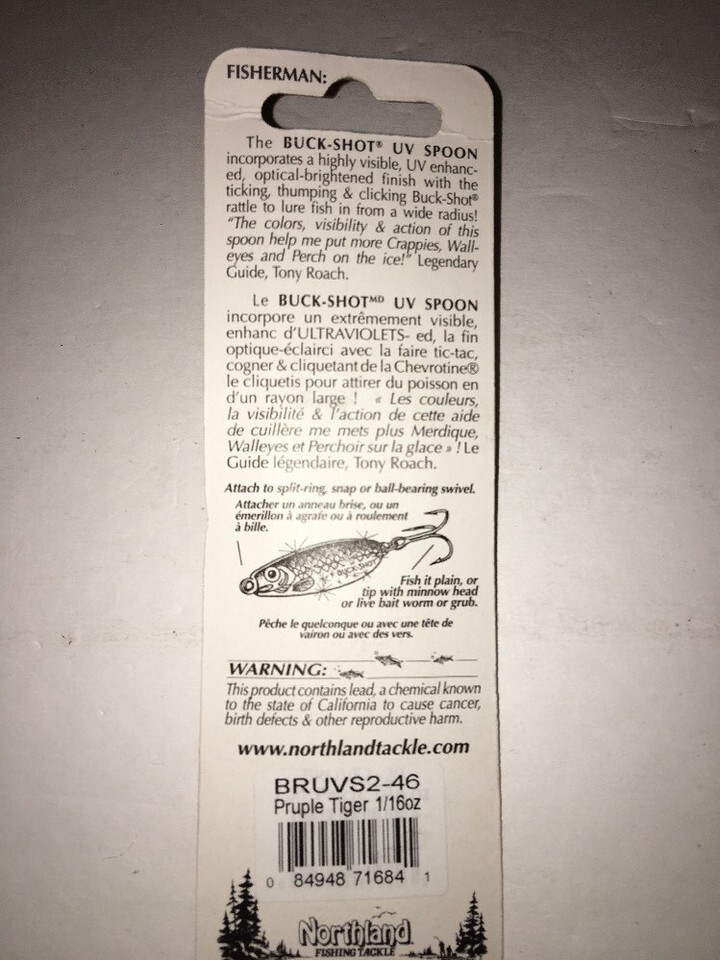 FISHERMAN:
The BUCK-SHOT® UV SPOON
incorporates a highly visible, UV enhanc-
ed, optical-brightened finish with the
ticking, thumping & clicking Buck-Shot®
rattle to lure fish in from a wide radius!
"The colors, visibility & action of this
spoon help me put more Crappies, Wall-
eyes and Perch on the ice!" Legendary
Guide, Tony Roach.
Le BUCK-SHOT MD UV SPOON
incorpore un extrêmement visible,
enhanc d'ULTRAVIOLETS- ed, la fin
optique-éclairci avec la faire tic-tac,
cogner & cliquetant de la Chevrotine®
le cliquetis pour attirer du poisson en
d'un rayon large ! « Les couleurs,
la visibilité & l'action de cette aide
de cuillère me mets plus Merdique,
Walleyes et Perchoir sur la glace » ! Le
Guide légendaire, Tony Roach.
Attach to split-ring, snap or ball-bearing swivel.
Attacher un anneau brise, ou un
émerillon à agrafe ou à roulement
à bille.
BUCK-SHOT
Fish it plain, or
tip with minnow head
or live bait worm or grub.
Pêche le quelconque ou avec une tête de
vairon ou avec des vers.
WARNING:
This product contains lead, a chemical known
to the state of California to cause cancer,
birth defects & other reproductive harm.
www.northlandtackle.com
BRUVS2-46
Pruple Tiger 1/16oz
0 84948 71684 1
Northland
FISHING TACKLE